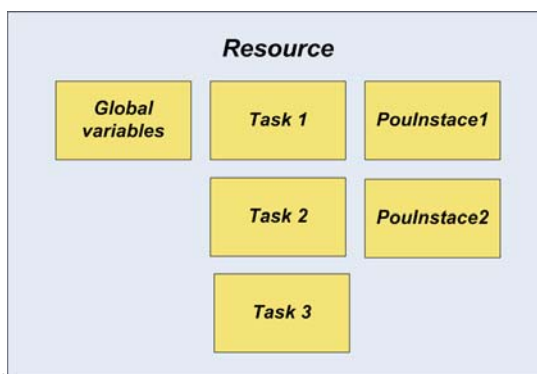 Resource
Global
variables
Task 1
PouInstace1
Task 2
PouInstace2
Task 3